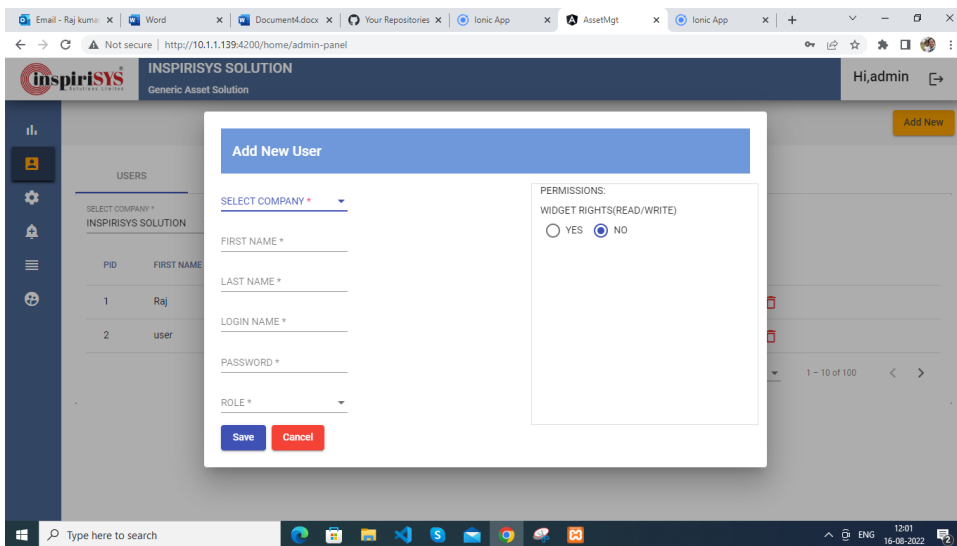 Email - Raj kumar
Word
Document4.docx
Your Repositories
Ionic App
AssetMgt
Ionic App
Not secure | http://10.1.1.139:4200/home/admin-panel
inspiriSYS
Solutions Limited
INSPIRISYS SOLUTION
Generic Asset Solution
Hi,admin
Add New
Add New User
USERS
SELECT COMPANY *
INSPIRISYS SOLUTION
PID FIRST NAME
1 Raj
2 user
SELECT COMPANY *
FIRST NAME *
LAST NAME *
LOGIN NAME *
PASSWORD *
ROLE *
Save Cancel
PERMISSIONS:
WIDGET RIGHTS(READ/WRITE)
YES NO
1 – 10 of 100
Type here to search
ENG
12:01
16-08-2022
2